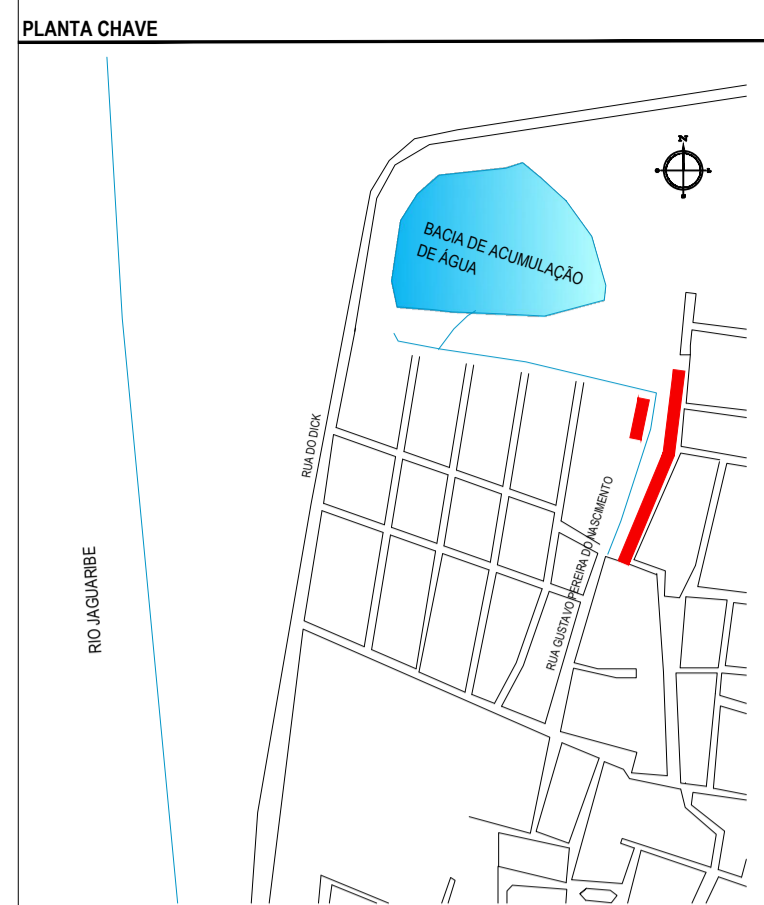 PLANTA CHAVE
N
BACIA DE ACUMULAÇÃO
DE ÁGUA
RUA DO DICK
RUA GUSTAVO PEREIRA DO NASCIMENTO
RIO JAGUARIBE